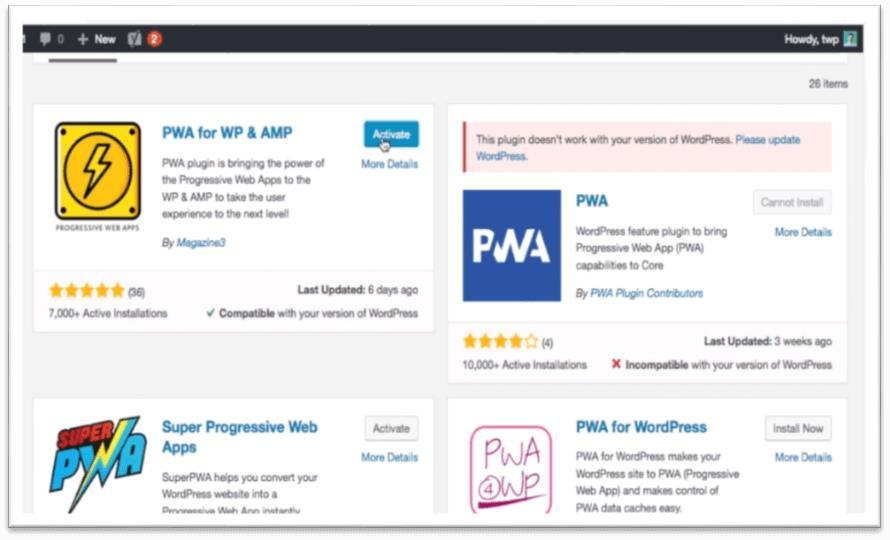 0 + New 2
Howdy, twp
26 items
PWA for WP & AMP
Activate
More Details
PWA plugin is bringing the power of
the Progressive Web Apps to the
WP & AMP to take the user
experience to the next level!
By Magazine3
PROGRESSIVE WEB APPS
(36)
Last Updated: 6 days ago
7,000+ Active Installations
Compatible with your version of WordPress
This plugin doesn't work with your version of WordPress. Please update
WordPress.
PWA
PWA
Cannot Install
More Details
WordPress feature plugin to bring
Progressive Web App (PWA)
capabilities to Core
By PWA Plugin Contributors
(4)
Last Updated: 3 weeks ago
10,000+ Active Installations
Incompatible with your version of WordPress
SUPER
PWA
Super Progressive Web
Apps
Activate
More Details
SuperPWA helps you convert your
WordPress website into a
Progressive Web App instantly
PWA
4WP
PWA for WordPress
Install Now
More Details
PWA for WordPress makes your
WordPress site to PWA (Progressive
Web App) and makes control of
PWA data caches easy.